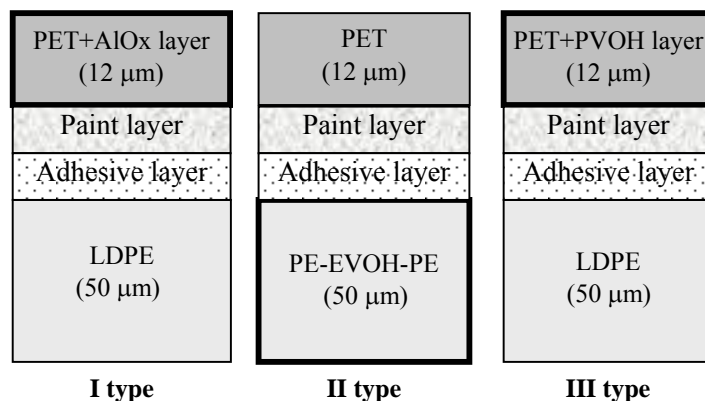 PET+AlOx layer
(12 μm)
Paint layer
Adhesive layer
LDPE
(50 μm)
I type
PET
(12 μm)
Paint layer
Adhesive layer
PE-EVOH-PE
(50 μm)
II type
PET+PVOH layer
(12 μm)
Paint layer
Adhesive layer
LDPE
(50 μm)
III type